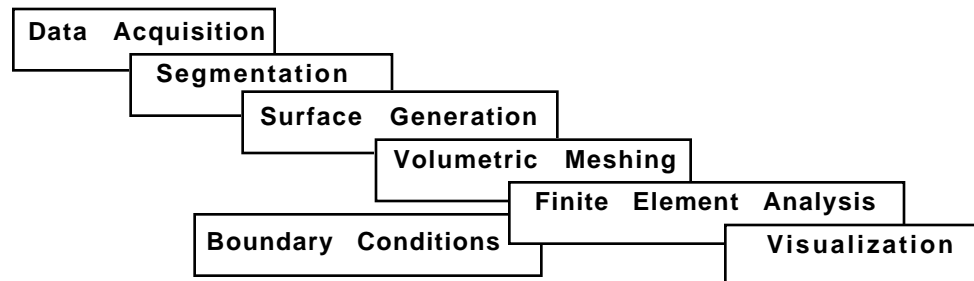 Data Acquisition
Segmentation
Surface Generation
Volumetric Meshing
Finite Element Analysis
Boundary Conditions
Visualization